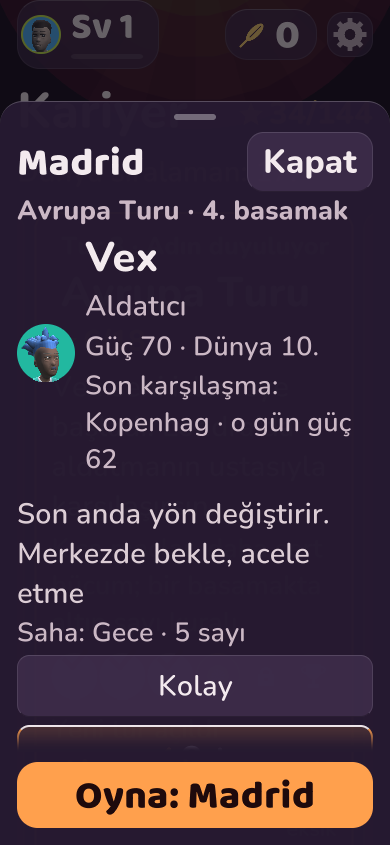 Sv 1
0
Madrid
Kapat
Avrupa Turu · 4. basamak
Vex
Aldatıcı
Güç 70 · Dünya 10.
Son karşılaşma:
Kopenhag · o gün güç
62
Son anda yön değiştirir.
Merkezde bekle, acele
etme
Saha: Gece · 5 sayı
Kolay
Oyna: Madrid